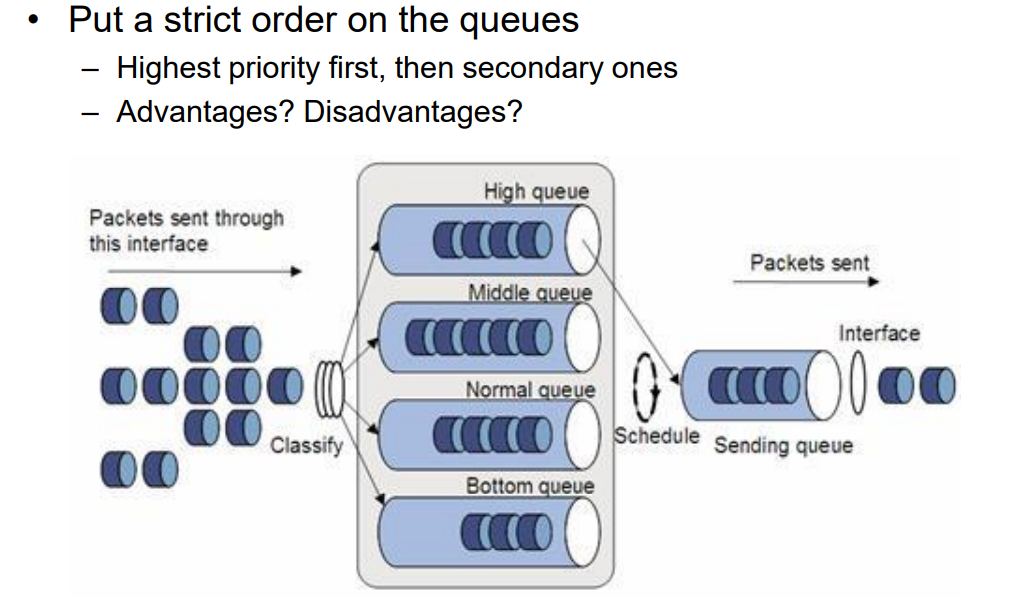 • Put a strict order on the queues
– Highest priority first, then secondary ones
– Advantages? Disadvantages?
High queue
Packets sent through
this interface
Packets sent
Middle queue
Interface
Normal queue
Classify
Schedule
Sending queue
Bottom queue